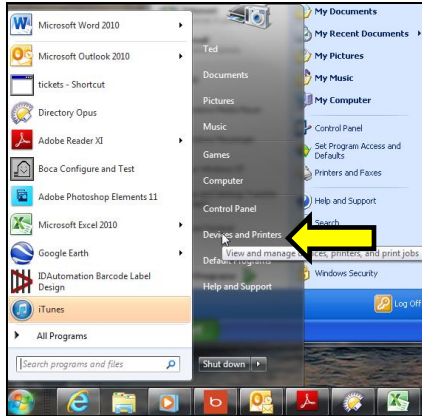 Microsoft Word 2010
Microsoft Outlook 2010
tickets - Shortcut
Directory Opus
Adobe Reader XI
Boca Configure and Test
Adobe Photoshop Elements 11
Microsoft Excel 2010
Google Earth
IDAutomation Barcode Label
Design
iTunes
All Programs
Search programs and files
Ted
Documents
Pictures
Music
Games
Computer
Control Panel
Devices and Printers
View and manage devices, printers, and print jobs
Default Programs
Help and Support
Shut down
My Documents
My Recent Documents
My Pictures
My Music
My Computer
Control Panel
Set Program Access and
Defaults
Printers and Faxes
Help and Support
Search
Windows Security
Log Off